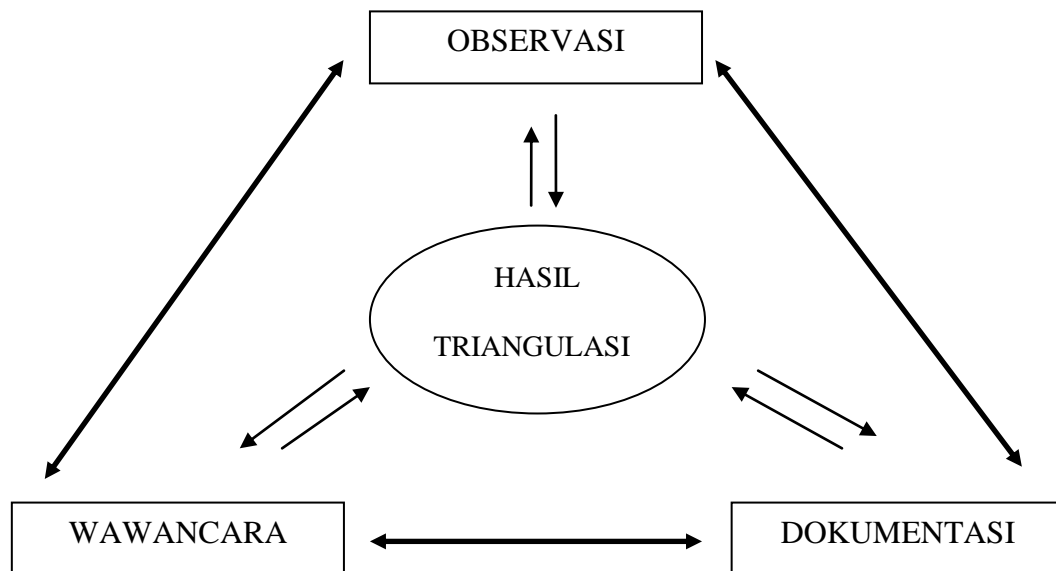 OBSERVASI
HASIL
TRIANGULASI
WAWANCARA
DOKUMENTASI